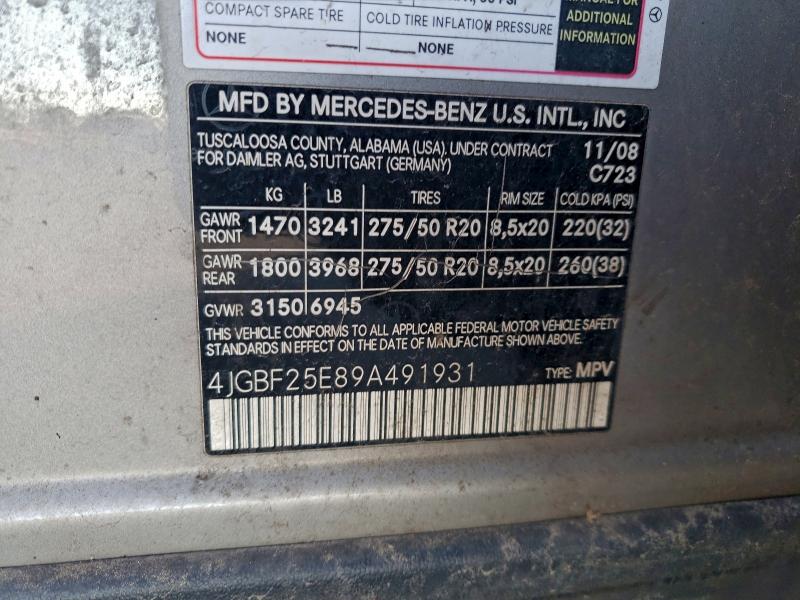 COMPACT SPARE TIRE
COLD TIRE INFLATION PRESSURE
NONE
NONE
MANUAL FOR
ADDITIONAL
INFORMATION
MFD BY MERCEDES-BENZ U.S. INTL., INC
TUSCALOOSA COUNTY, ALABAMA (USA). UNDER CONTRACT 11/08
FOR DAIMLER AG, STUTTGART (GERMANY) C723
KG LB TIRES RIM SIZE COLD KPA (PSI)
GAWR FRONT 1470 3241 275/50 R20 8,5x20 220(32)
GAWR REAR 1800 3968 275/50 R20 8,5x20 260(38)
GVWR 3150 6945
THIS VEHICLE CONFORMS TO ALL APPLICABLE FEDERAL MOTOR VEHICLE SAFETY
STANDARDS IN EFFECT ON THE DATE OF MANUFACTURE SHOWN ABOVE.
4JGBF25E89A491931 TYPE: MPV